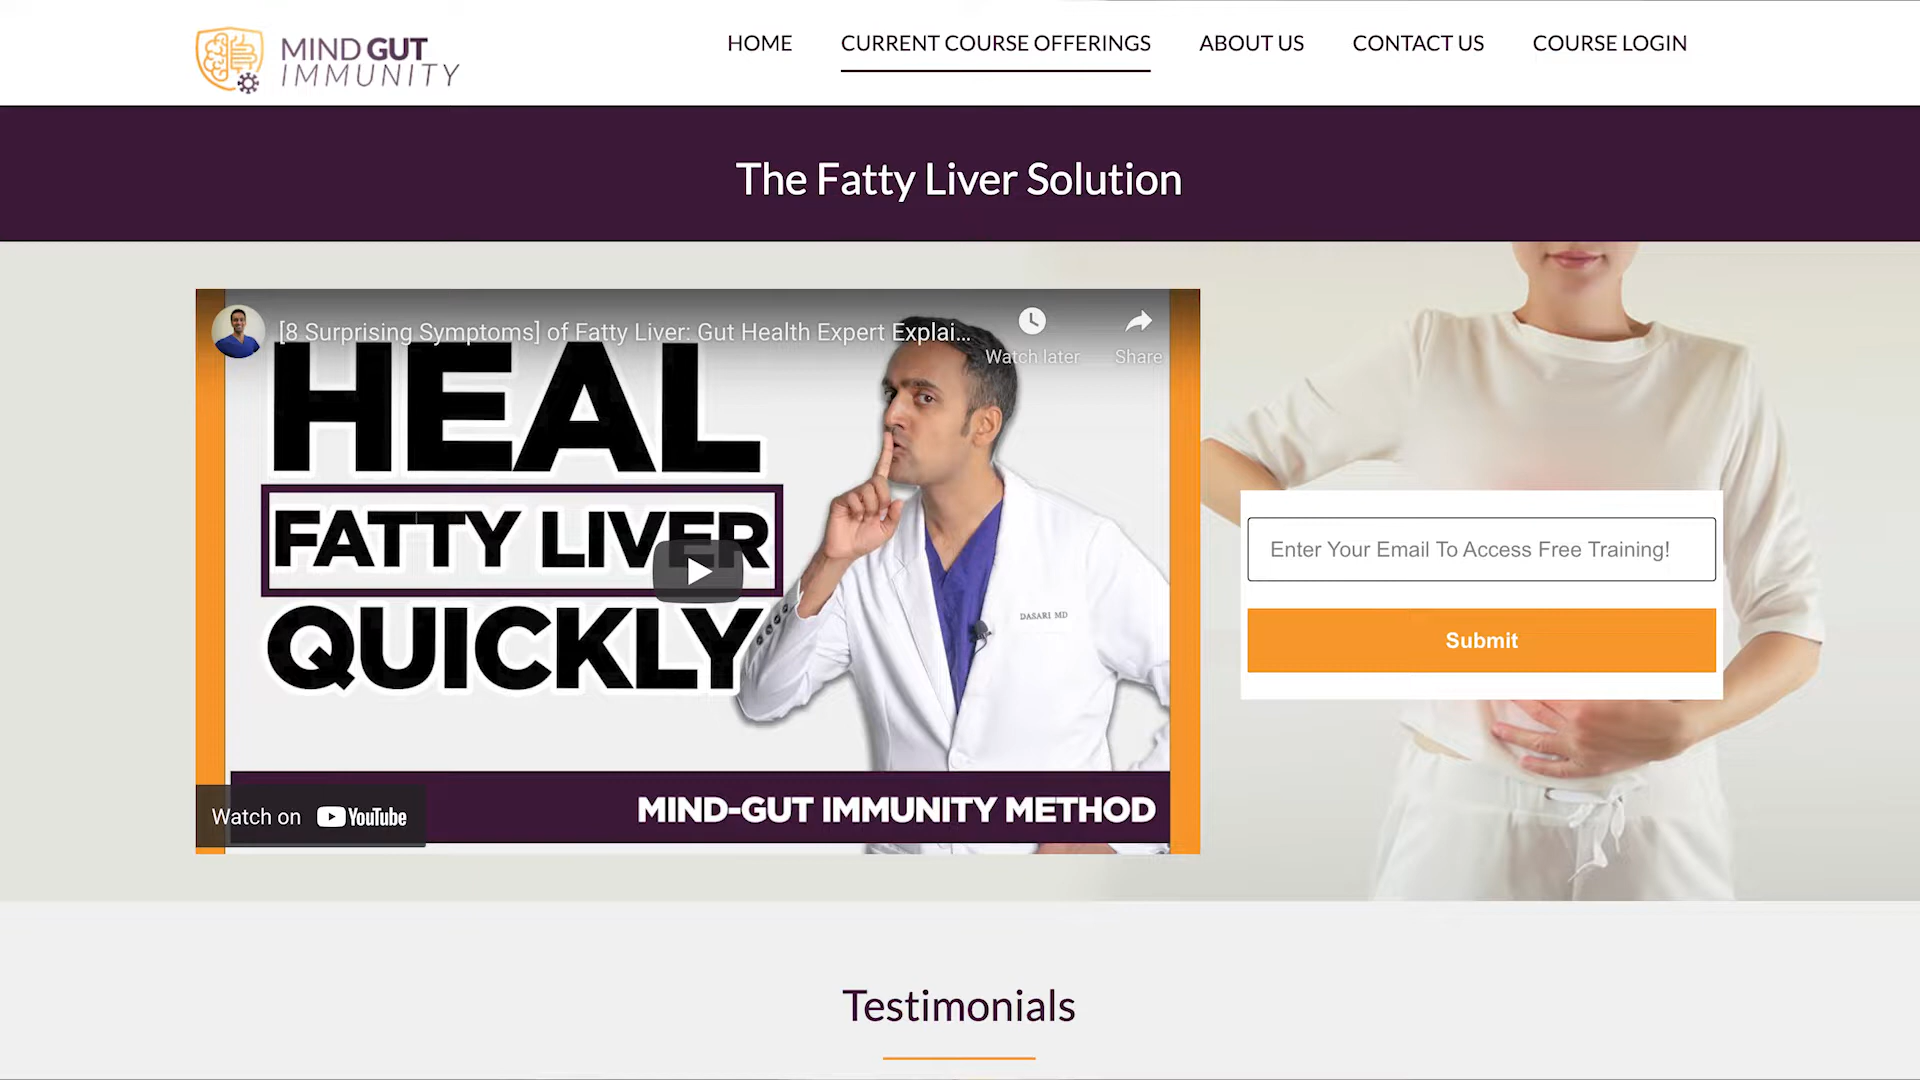 MIND GUT
IMMUNITY
HOME
CURRENT COURSE OFFERINGS
ABOUT US
CONTACT US
COURSE LOGIN
The Fatty Liver Solution
[8 Surprising Symptoms] of Fatty Liver: Gut Health Expert Explai...
Watch later
Share
HEAL
FATTY LIVER
QUICKLY
DASARI MD
MIND-GUT IMMUNITY METHOD
Watch on YouTube
Enter Your Email To Access Free Training!
Submit
Testimonials